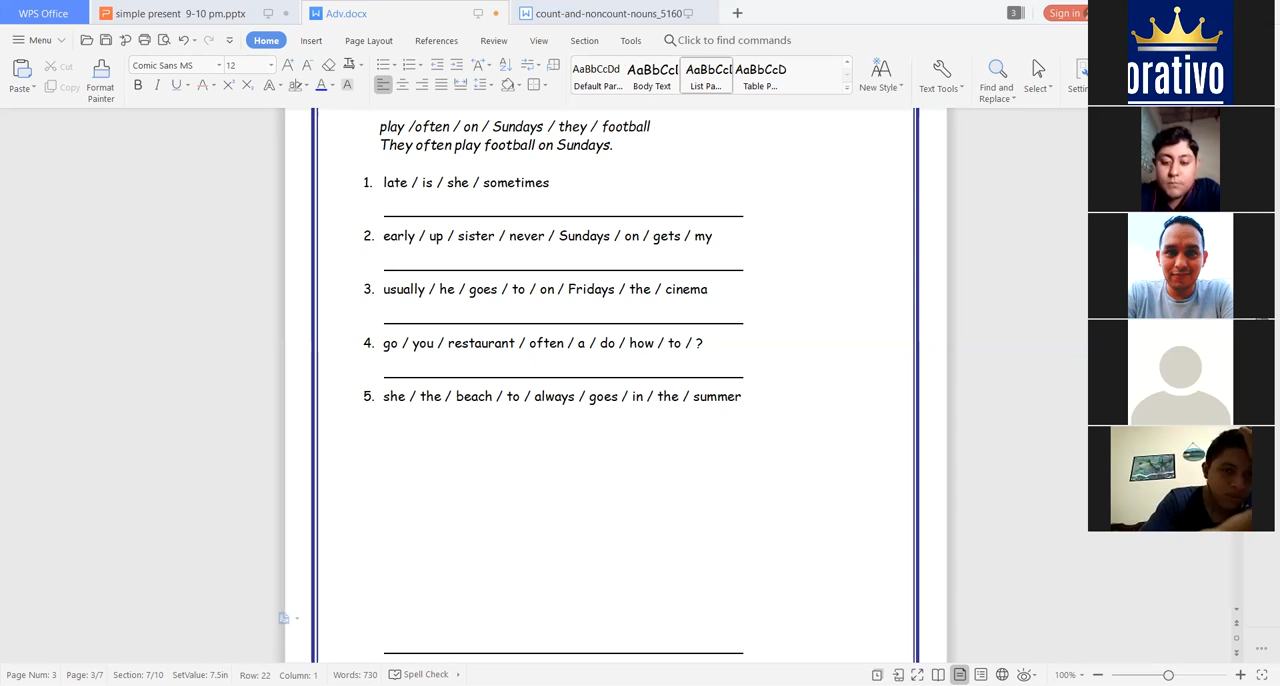 WPS Office
simple present 9-10 pm.pptx
Adv.docx
count-and-noncount-nouns_5160
3
Sign in
Menu
Home
Insert
Page Layout
References
Review
View
Section
Tools
Click to find commands
Paste
Cut
Copy
Format Painter
Comic Sans MS
12
AaBbCcDd
Default Par...
AaBbCcI
Body Text
AaBbCcI
List Pa...
AaBbCcD
Table P...
New Style
Text Tools
Find and Replace
Select
orativo
play /often / on / Sundays / they / football
They often play football on Sundays.
1. late / is / she / sometimes
2. early / up / sister / never / Sundays / on / gets / my
3. usually / he / goes / to / on / Fridays / the / cinema
4. go / you / restaurant / often / a / do / how / to / ?
5. she / the / beach / to / always / goes / in / the / summer
Page Num: 3
Page: 3/7
Section: 7/10
SetValue: 7.5in
Row: 22
Column: 1
Words: 730
Spell Check
100%